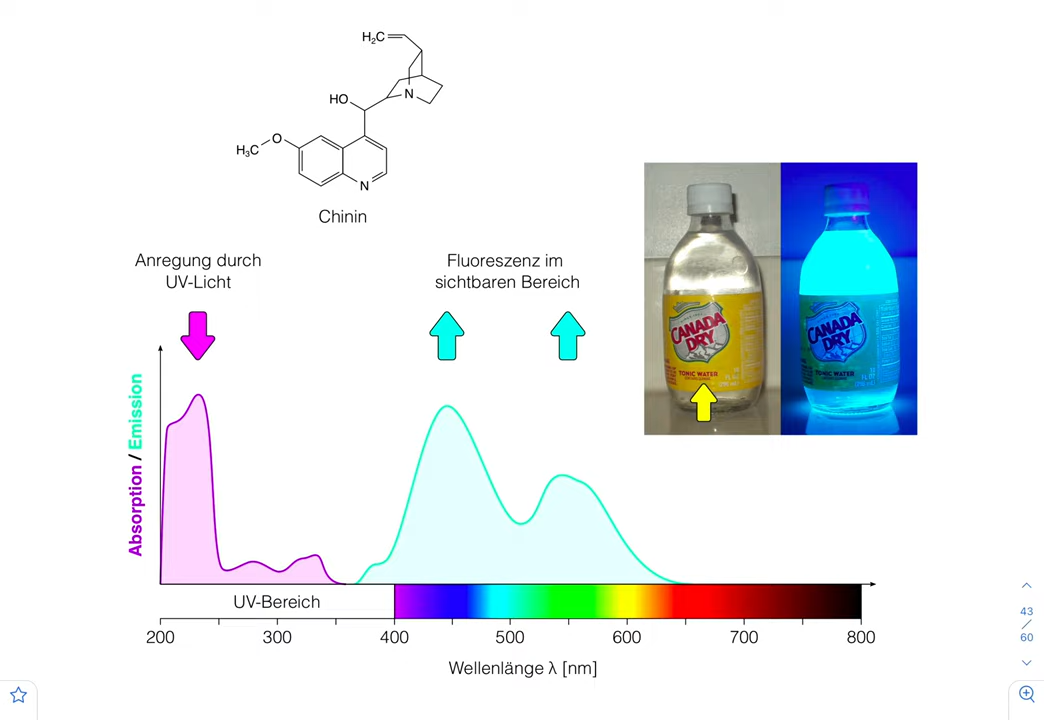 H₂C
HO
N
O
H₃C
N
Chinin
Anregung durch
UV-Licht
Fluoreszenz im
sichtbaren Bereich
CANADA
DRY
TONIC WATER
CANADA
DRY
TONIC WATER
Absorption / Emission
UV-Bereich
200
300
400
500
600
700
800
Wellenlänge λ [nm]
43
/
60